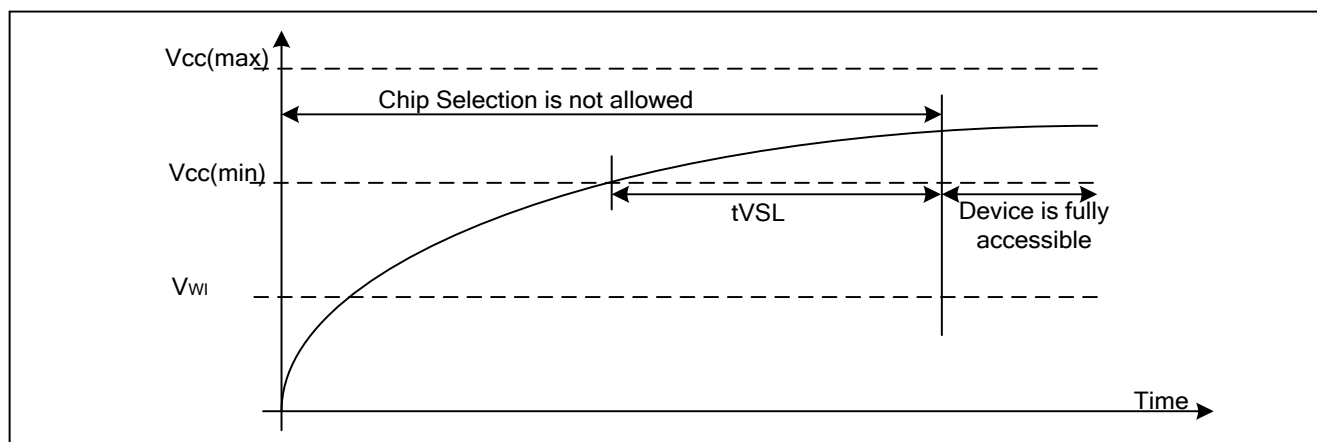 Vcc(max)
Chip Selection is not allowed
Vcc(min)
tVSL
Device is fully
accessible
VWI
Time